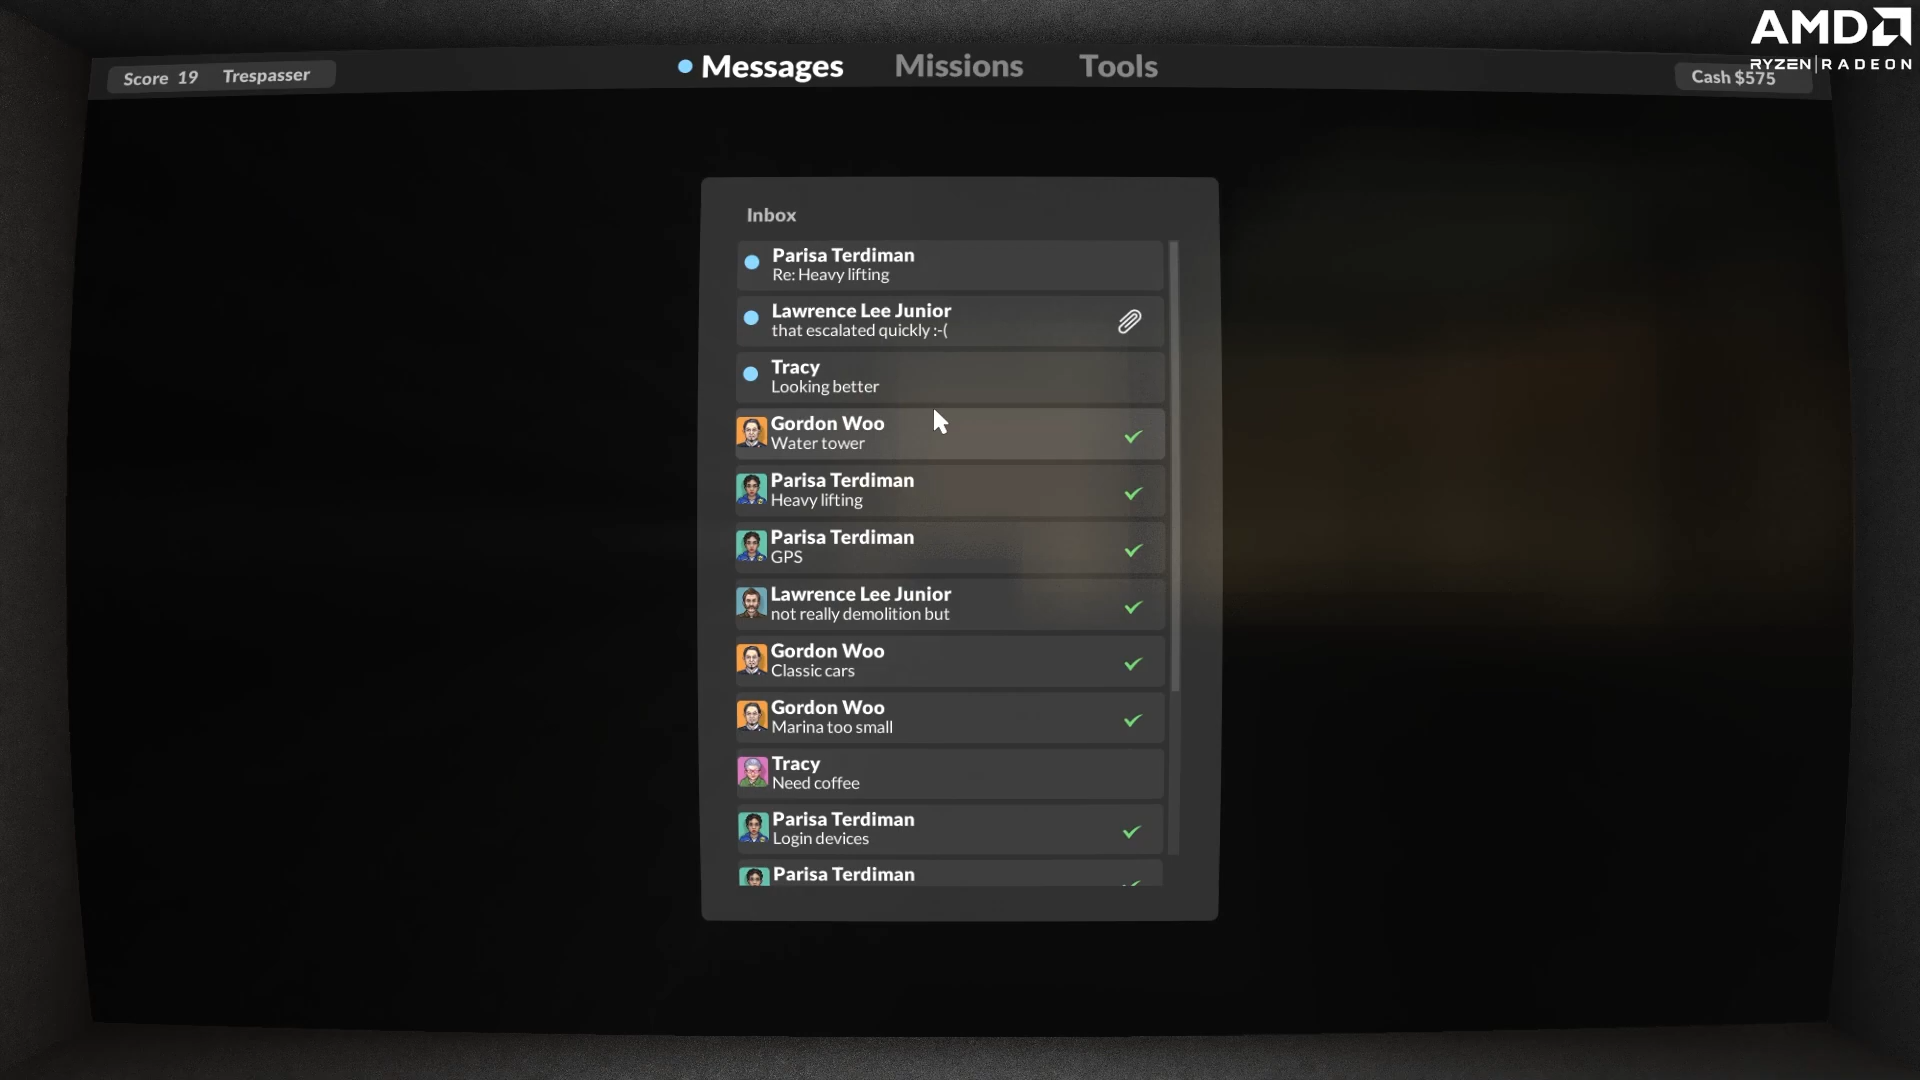 AMD
RYZEN | RADEON
Score 19 Trespasser
Messages Missions Tools
Cash $575
Inbox
Parisa Terdiman
Re: Heavy lifting
Lawrence Lee Junior
that escalated quickly :-(
Tracy
Looking better
Gordon Woo
Water tower
Parisa Terdiman
Heavy lifting
Parisa Terdiman
GPS
Lawrence Lee Junior
not really demolition but
Gordon Woo
Classic cars
Gordon Woo
Marina too small
Tracy
Need coffee
Parisa Terdiman
Login devices
Parisa Terdiman